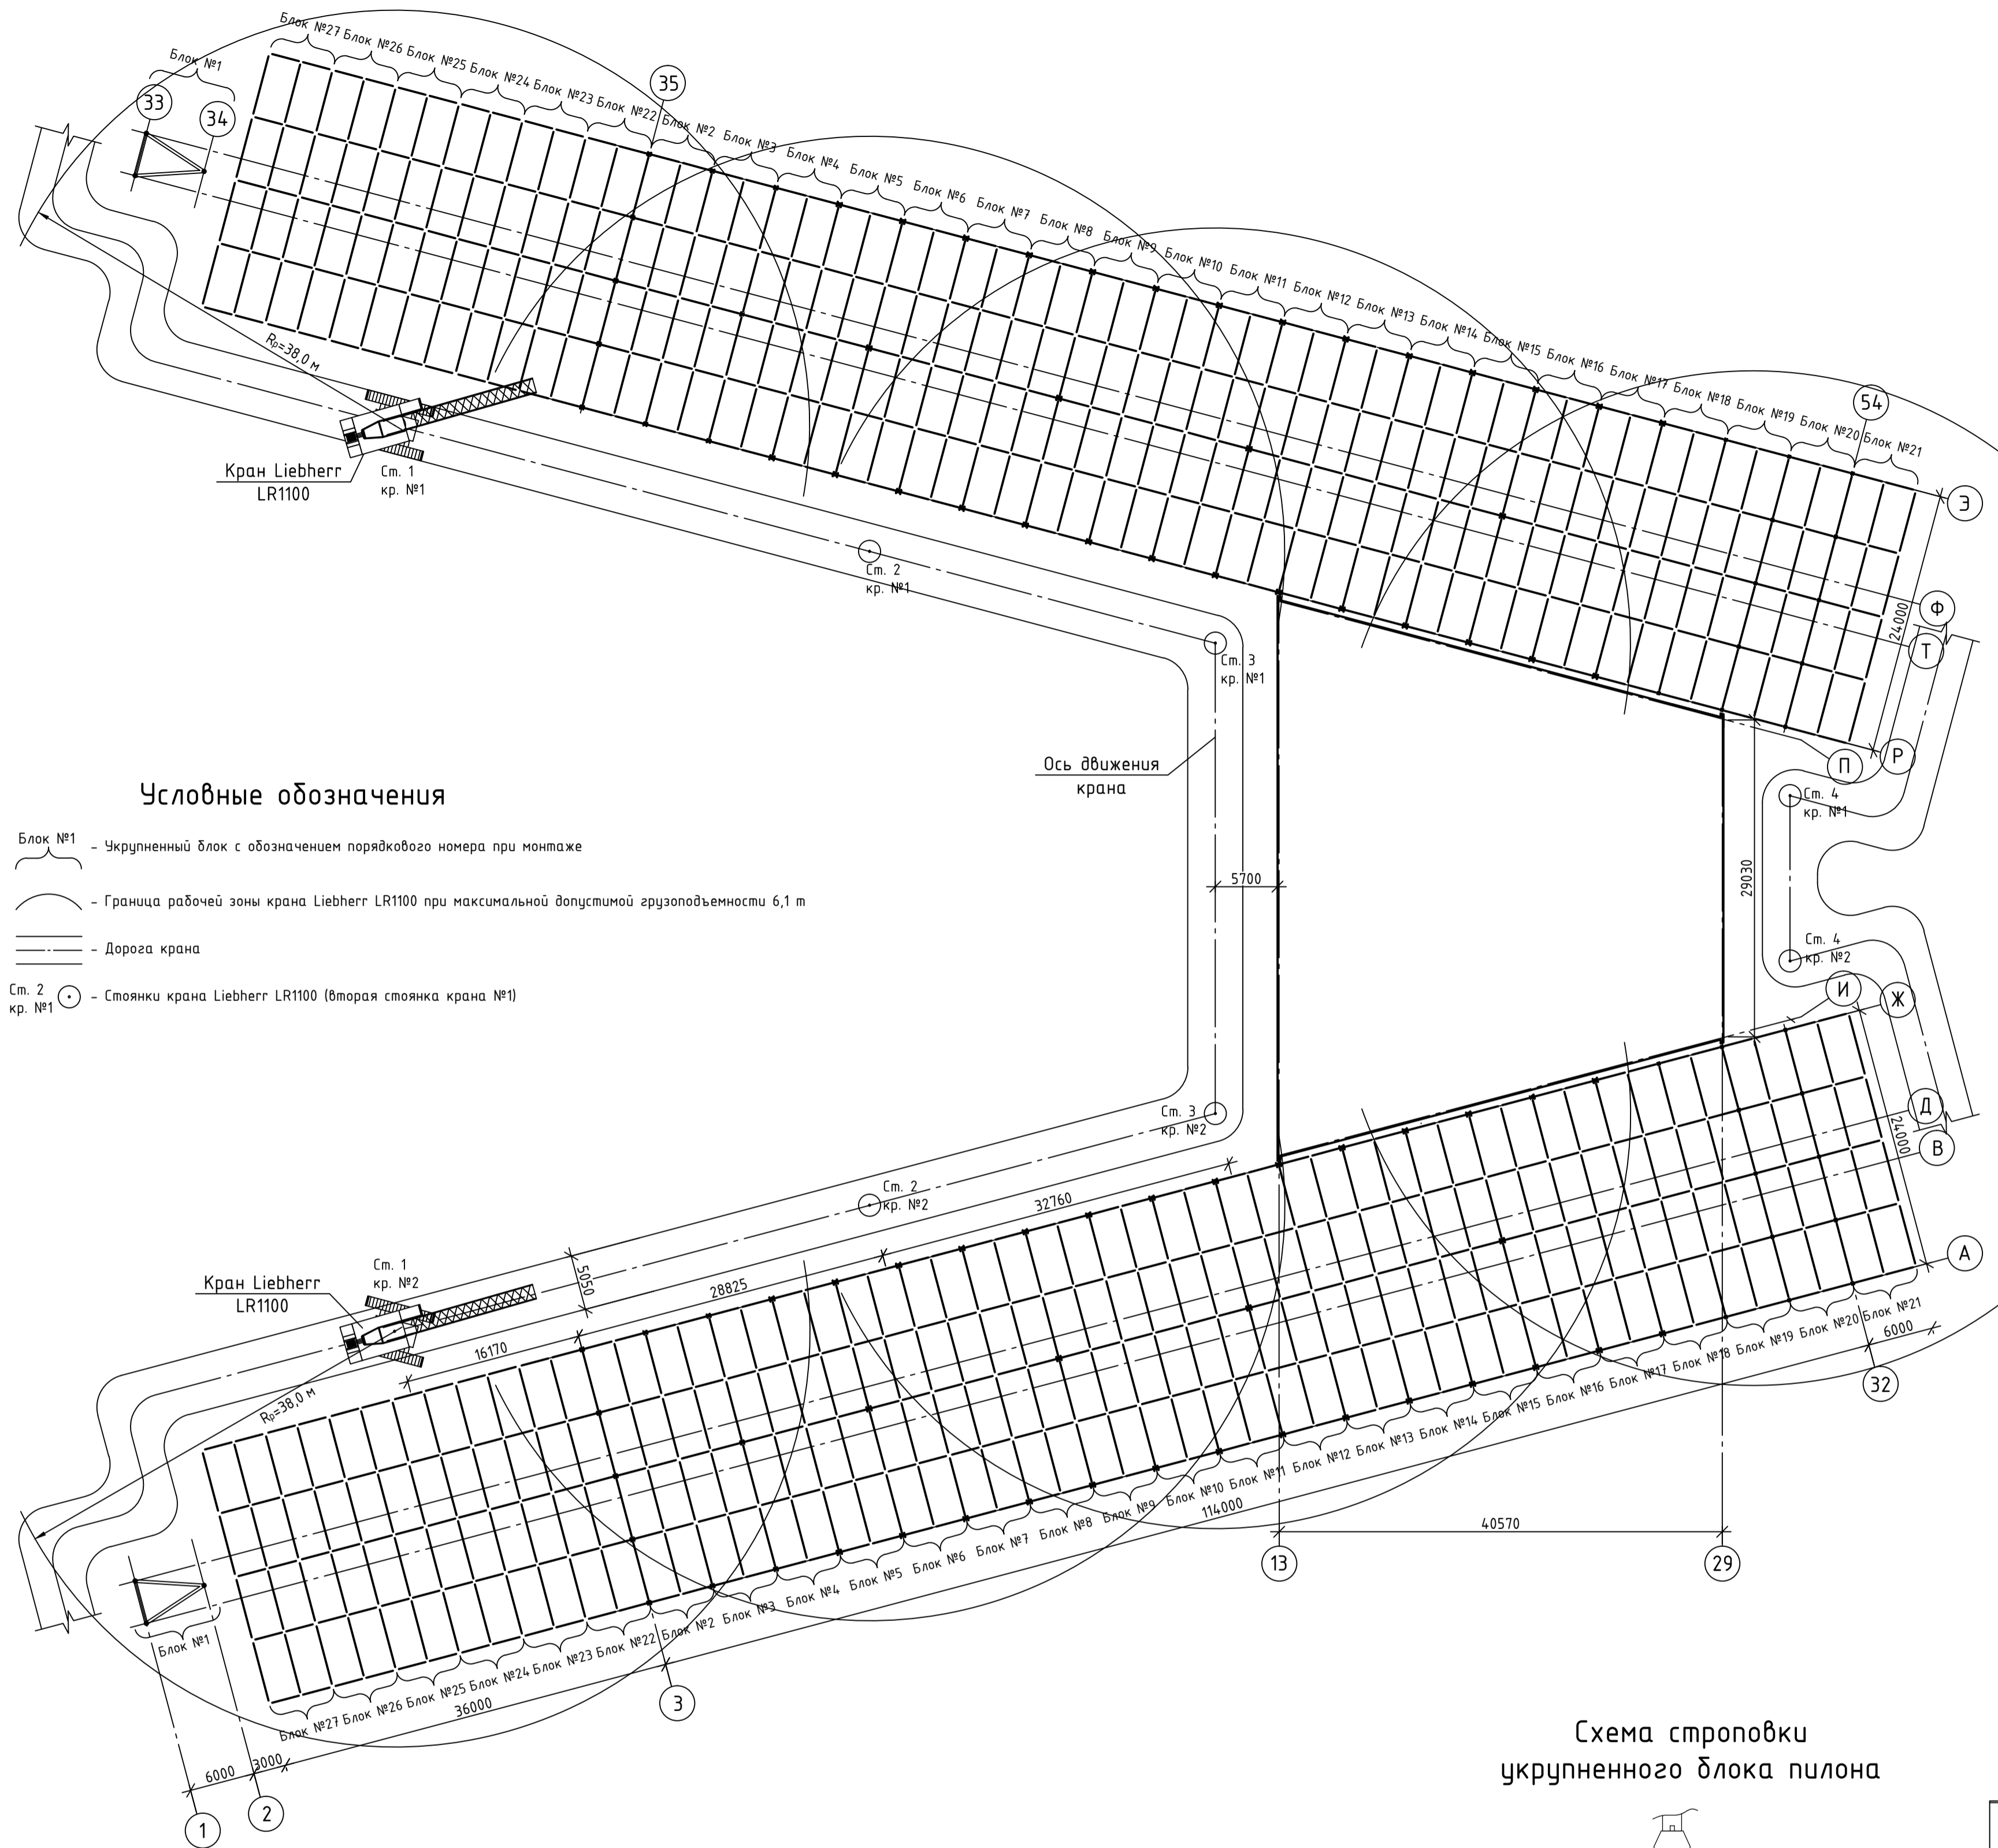 Блок №27 Блок №26 Блок №25 Блок №24 Блок №23 Блок №22 Блок №2 Блок №3 Блок №4 Блок №5 Блок №6 Блок №7 Блок №8 Блок №9 Блок №10 Блок №11 Блок №12 Блок №13 Блок №14 Блок №15 Блок №16 Блок №17 Блок №18 Блок №19 Блок №20 Блок №21
Блок №1
33
34
35
54
З
Ф
Т
Р
П
24000
Rр=38,0 м
Кран Liebherr
LR1100
Ст. 1
кр. №1
Ст. 2
кр. №1
Ст. 3
кр. №1
Ось движения
крана
5700
29030
Ст. 4
кр. №1
Ст. 4
кр. №2
Условные обозначения
Блок №1
- Укрупненный блок с обозначением порядкового номера при монтаже
- Граница рабочей зоны крана Liebherr LR1100 при максимальной допустимой грузоподъемности 6,1 т
- Дорога крана
Ст. 2
кр. №1
- Стоянки крана Liebherr LR1100 (вторая стоянка крана №1)
И
Ж
Д
В
А
24000
Ст. 3
кр. №2
Ст. 2
кр. №2
32760
28825
16170
5050
Ст. 1
кр. №2
Кран Liebherr
LR1100
Rр=38,0 м
Блок №1
Блок №27 Блок №26 Блок №25 Блок №24 Блок №23 Блок №22 Блок №2 Блок №3 Блок №4 Блок №5 Блок №6 Блок №7 Блок №8 Блок №9 Блок №10 Блок №11 Блок №12 Блок №13 Блок №14 Блок №15 Блок №16 Блок №17 Блок №18 Блок №19 Блок №20 Блок №21
6000
3000
36000
114000
6000
40570
1
2
3
13
29
32
Схема строповки
укрупненного блока пилона